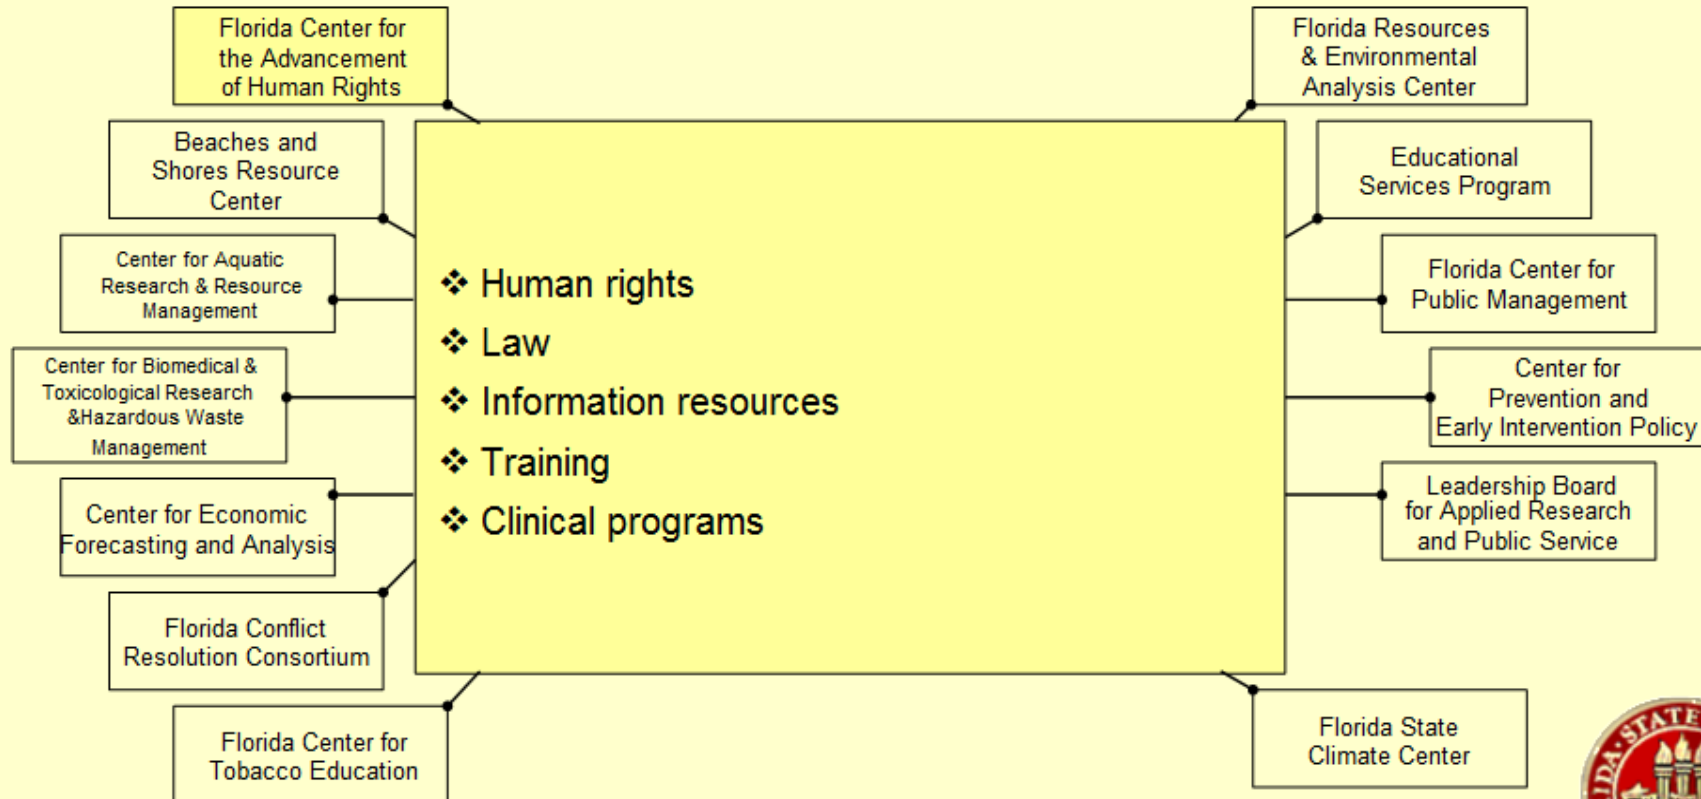 Florida Center for
the Advancement
of Human Rights
Beaches and
Shores Resource
Center
Center for Aquatic
Research & Resource
Management
Center for Biomedical &
Toxicological Research
&Hazardous Waste
Management
Center for Economic
Forecasting and Analysis
Florida Conflict
Resolution Consortium
Florida Center for
Tobacco Education
❖ Human rights
❖ Law
❖ Information resources
❖ Training
❖ Clinical programs
Florida Resources
& Environmental
Analysis Center
Educational
Services Program
Florida Center for
Public Management
Center for
Prevention and
Early Intervention Policy
Leadership Board
for Applied Research
and Public Service
Florida State
Climate Center
STATE